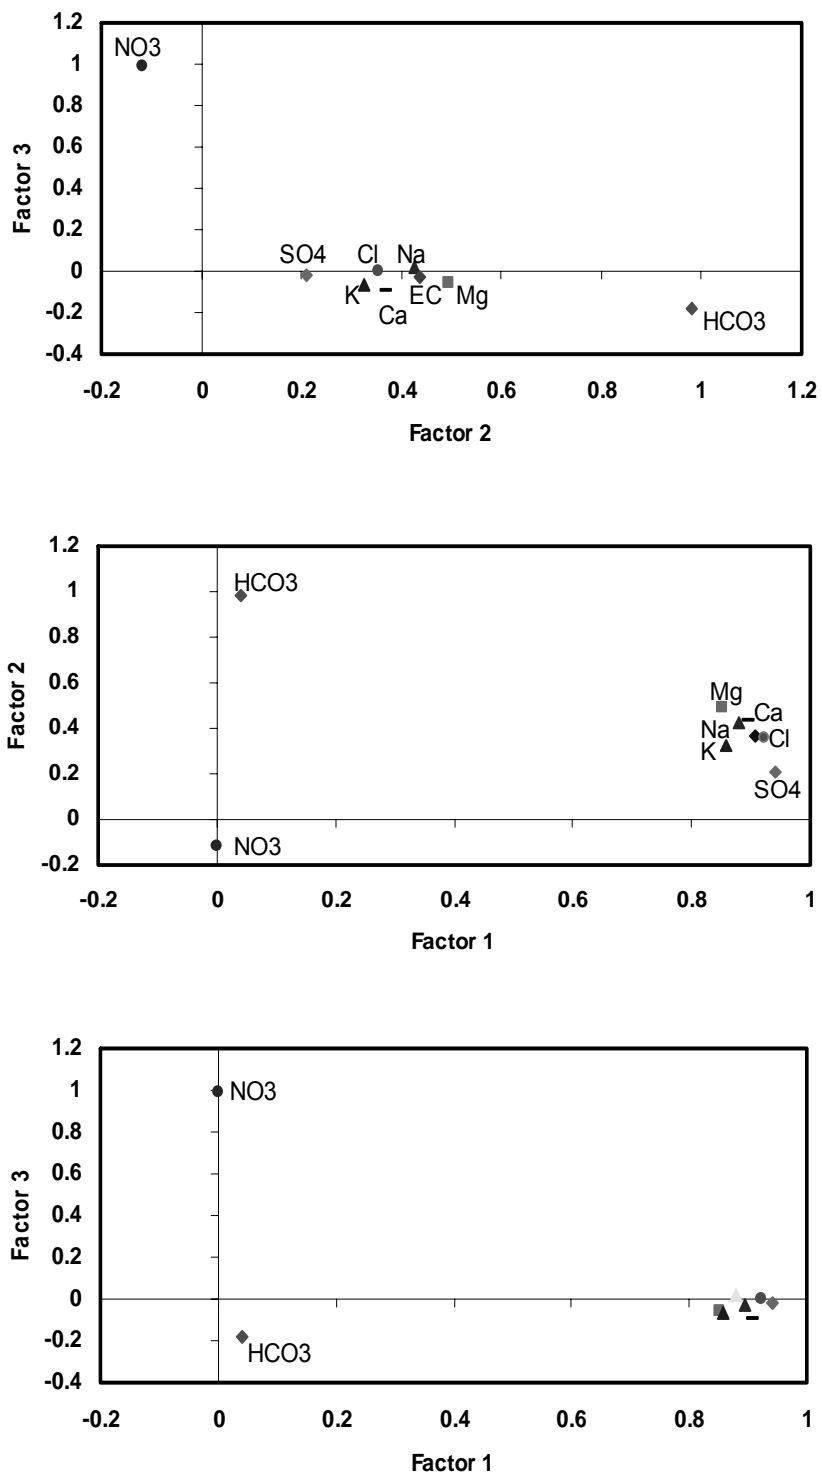 1.2
NO3
1
0.8
0.6
Factor 3
0.4
0.2
SO4 Cl Na
0
K EC Mg
-0.2
Ca HCO3
-0.4
-0.2 0 0.2 0.4 0.6 0.8 1 1.2
Factor 2
1.2
HCO3
1
0.8
Factor 2
0.6
Mg
Ca
0.4
Na Cl
K
0.2
SO4
0
NO3
-0.2
-0.2 0 0.2 0.4 0.6 0.8 1
Factor 1
1.2
1 NO3
0.8
0.6
Factor 3
0.4
0.2
0
-0.2
HCO3
-0.4
-0.2 0 0.2 0.4 0.6 0.8 1
Factor 1